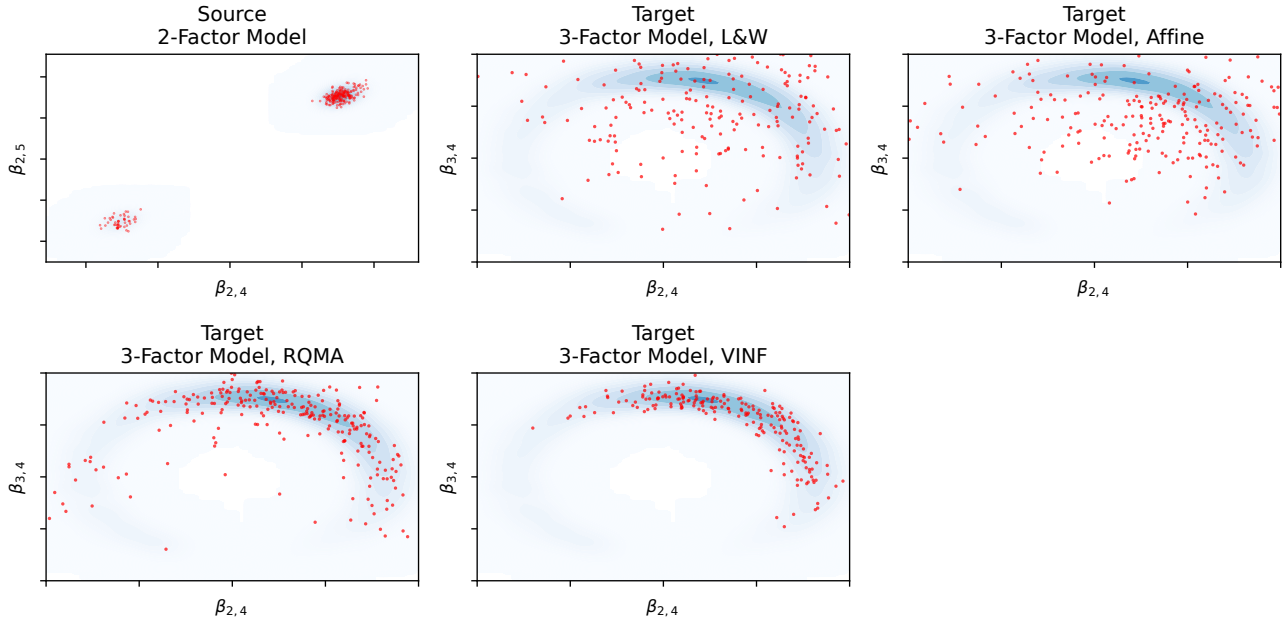 Source
2-Factor Model
β2,5
β2,4
Target
3-Factor Model, L&W
β3,4
β2,4
Target
3-Factor Model, Affine
β3,4
β2,4
Target
3-Factor Model, RQMA
β3,4
β2,4
Target
3-Factor Model, VINF
β3,4
β2,4